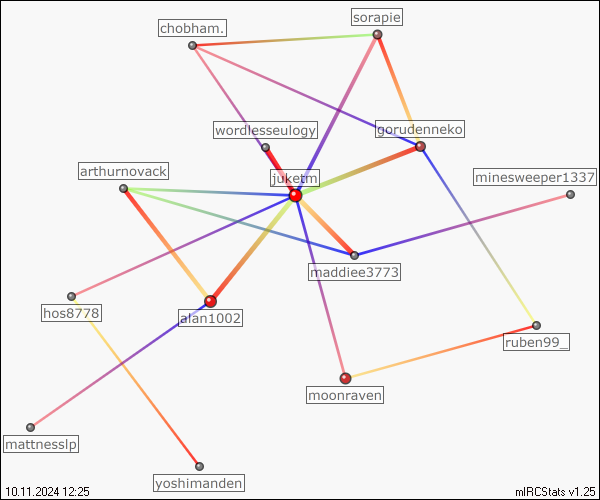 sorapie
chobham.
wordlesseulogy
gorudenneko
arthurnovack
juketm
minesweeper1337
maddiee3773
hos8778
alan1002
ruben99_
moonraven
mattnesslp
yoshimanden
10.11.2024 12:25
mIRCStats v1.25